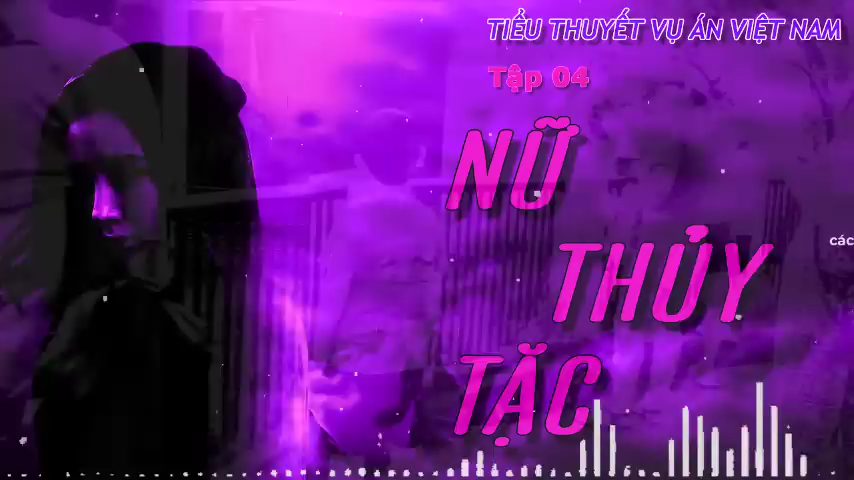 TIỂU THUYẾT VỤ ÁN VIỆT NAM
Tập 04
NỮ
THỦY
TẶC
các